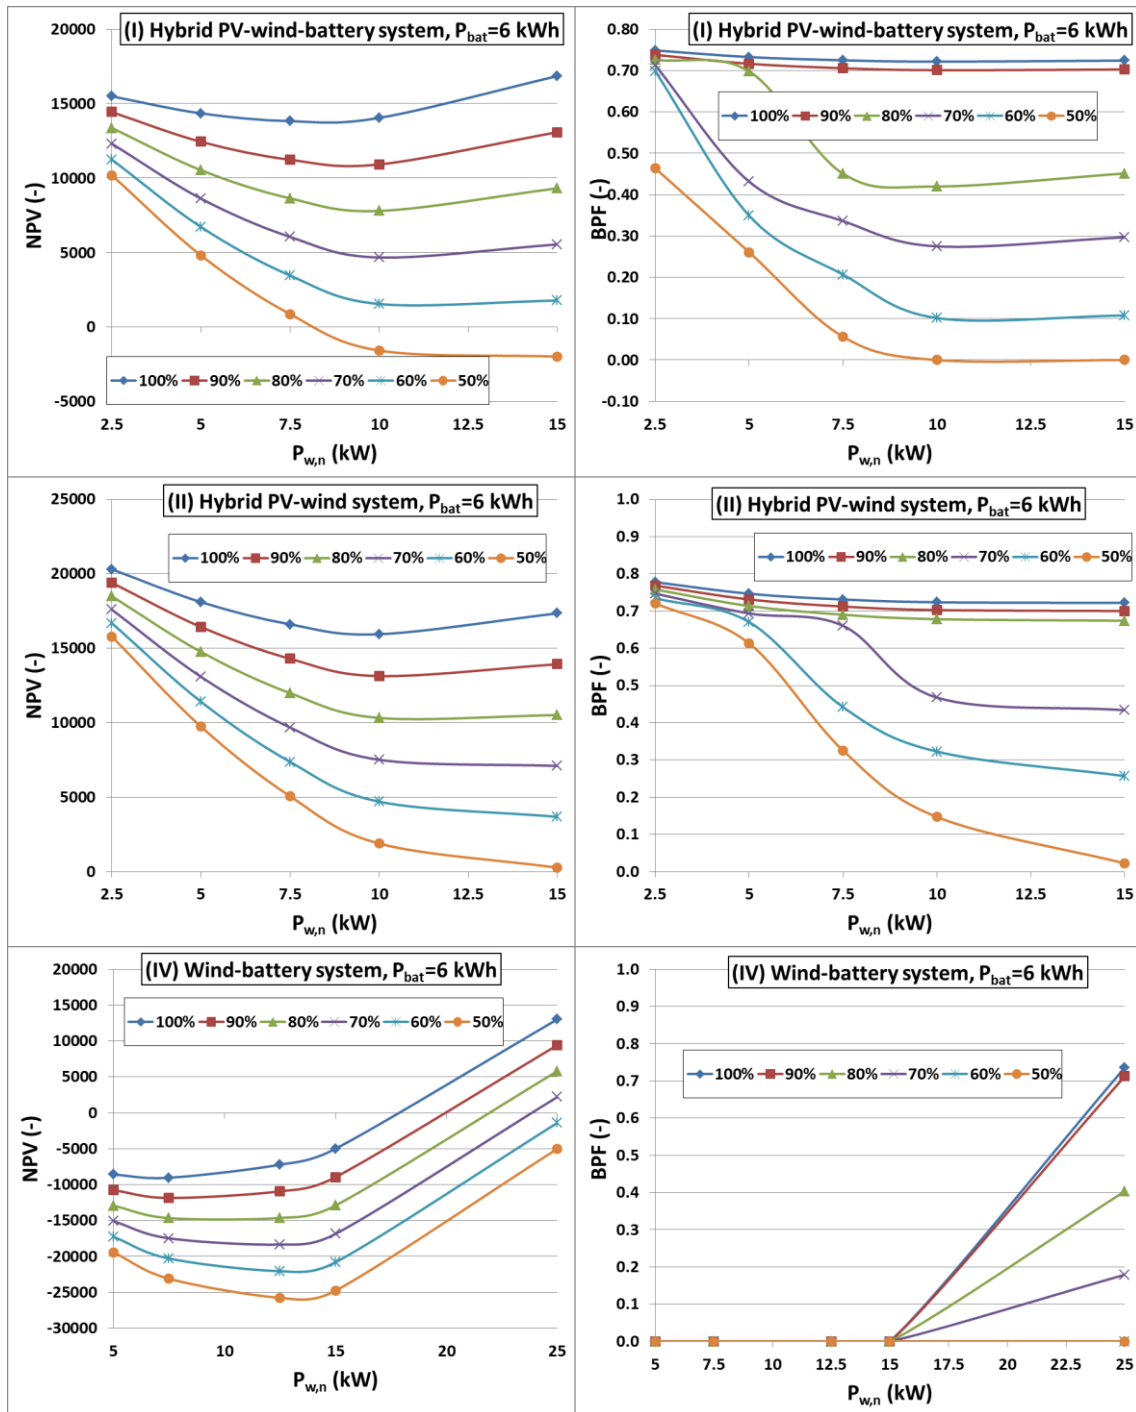 (I) Hybrid PV-wind-battery system, Pbat=6 kWh
20000
15000
10000
5000
0
-5000
NPV (-)
100% 90% 80% 70% 60% 50%
2.5 5 7.5 10 12.5 15
Pw,n (kW)
(I) Hybrid PV-wind-battery system, Pbat=6 kWh
0.80
0.70
0.60
0.50
0.40
0.30
0.20
0.10
0.00
-0.10
BPF (-)
100% 90% 80% 70% 60% 50%
2.5 5 7.5 10 12.5 15
Pw,n (kW)
(II) Hybrid PV-wind system, Pbat=6 kWh
25000
20000
15000
10000
5000
0
NPV (-)
100% 90% 80% 70% 60% 50%
2.5 5 7.5 10 12.5 15
Pw,n (kW)
(II) Hybrid PV-wind system, Pbat=6 kWh
1.0
0.9
0.8
0.7
0.6
0.5
0.4
0.3
0.2
0.1
0.0
BPF (-)
100% 90% 80% 70% 60% 50%
2.5 5 7.5 10 12.5 15
Pw,n (kW)
(IV) Wind-battery system, Pbat=6 kWh
20000
15000
10000
5000
0
-5000
-10000
-15000
-20000
-25000
-30000
NPV (-)
100% 90% 80% 70% 60% 50%
5 10 15 20 25
Pw,n (kW)
(IV) Wind-battery system, Pbat=6 kWh
1.0
0.9
0.8
0.7
0.6
0.5
0.4
0.3
0.2
0.1
0.0
BPF (-)
100% 90% 80% 70% 60% 50%
5 7.5 10 12.5 15 17.5 20 22.5 25
Pw,n (kW)